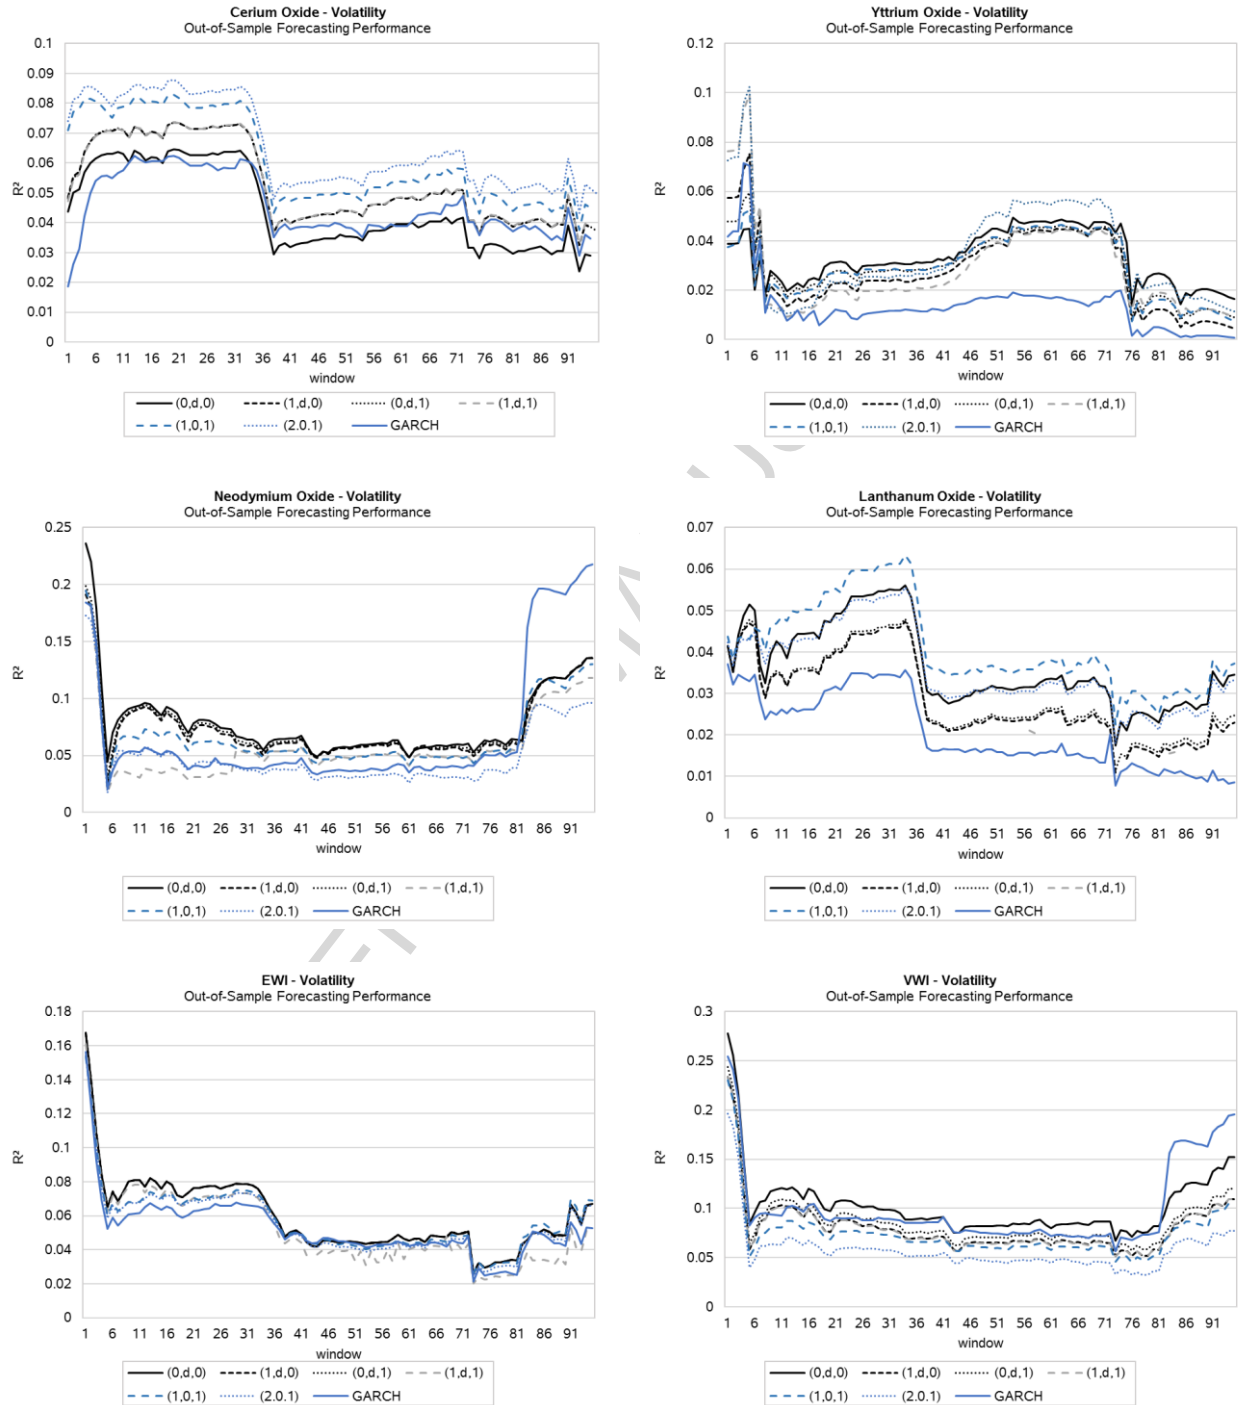 Cerium Oxide - Volatility
Out-of-Sample Forecasting Performance
0.1
0.09
0.08
0.07
0.06
0.05
0.04
0.03
0.02
0.01
0
R²
1 6 11 16 21 26 31 36 41 46 51 56 61 66 71 76 81 86 91
window
(0,d,0) (1,d,0) (0,d,1) (1,d,1)
(1,0,1) (2.0.1) GARCH
Yttrium Oxide - Volatility
Out-of-Sample Forecasting Performance
0.12
0.1
0.08
0.06
0.04
0.02
0
R²
1 6 11 16 21 26 31 36 41 46 51 56 61 66 71 76 81 86 91
window
(0,d,0) (1,d,0) (0,d,1) (1,d,1)
(1,0,1) (2.0.1) GARCH
Neodymium Oxide - Volatility
Out-of-Sample Forecasting Performance
0.25
0.2
0.15
0.1
0.05
0
R²
1 6 11 16 21 26 31 36 41 46 51 56 61 66 71 76 81 86 91
window
(0,d,0) (1,d,0) (0,d,1) (1,d,1)
(1,0,1) (2.0.1) GARCH
Lanthanum Oxide - Volatility
Out-of-Sample Forecasting Performance
0.07
0.06
0.05
0.04
0.03
0.02
0.01
0
R²
1 6 11 16 21 26 31 36 41 46 51 56 61 66 71 76 81 86 91
window
(0,d,0) (1,d,0) (0,d,1) (1,d,1)
(1,0,1) (2.0.1) GARCH
EWI - Volatility
Out-of-Sample Forecasting Performance
0.18
0.16
0.14
0.12
0.1
0.08
0.06
0.04
0.02
0
R²
1 6 11 16 21 26 31 36 41 46 51 56 61 66 71 76 81 86 91
window
(0,d,0) (1,d,0) (0,d,1) (1,d,1)
(1,0,1) (2.0.1) GARCH
VWI - Volatility
Out-of-Sample Forecasting Performance
0.3
0.25
0.2
0.15
0.1
0.05
0
R²
1 6 11 16 21 26 31 36 41 46 51 56 61 66 71 76 81 86 91
window
(0,d,0) (1,d,0) (0,d,1) (1,d,1)
(1,0,1) (2.0.1) GARCH